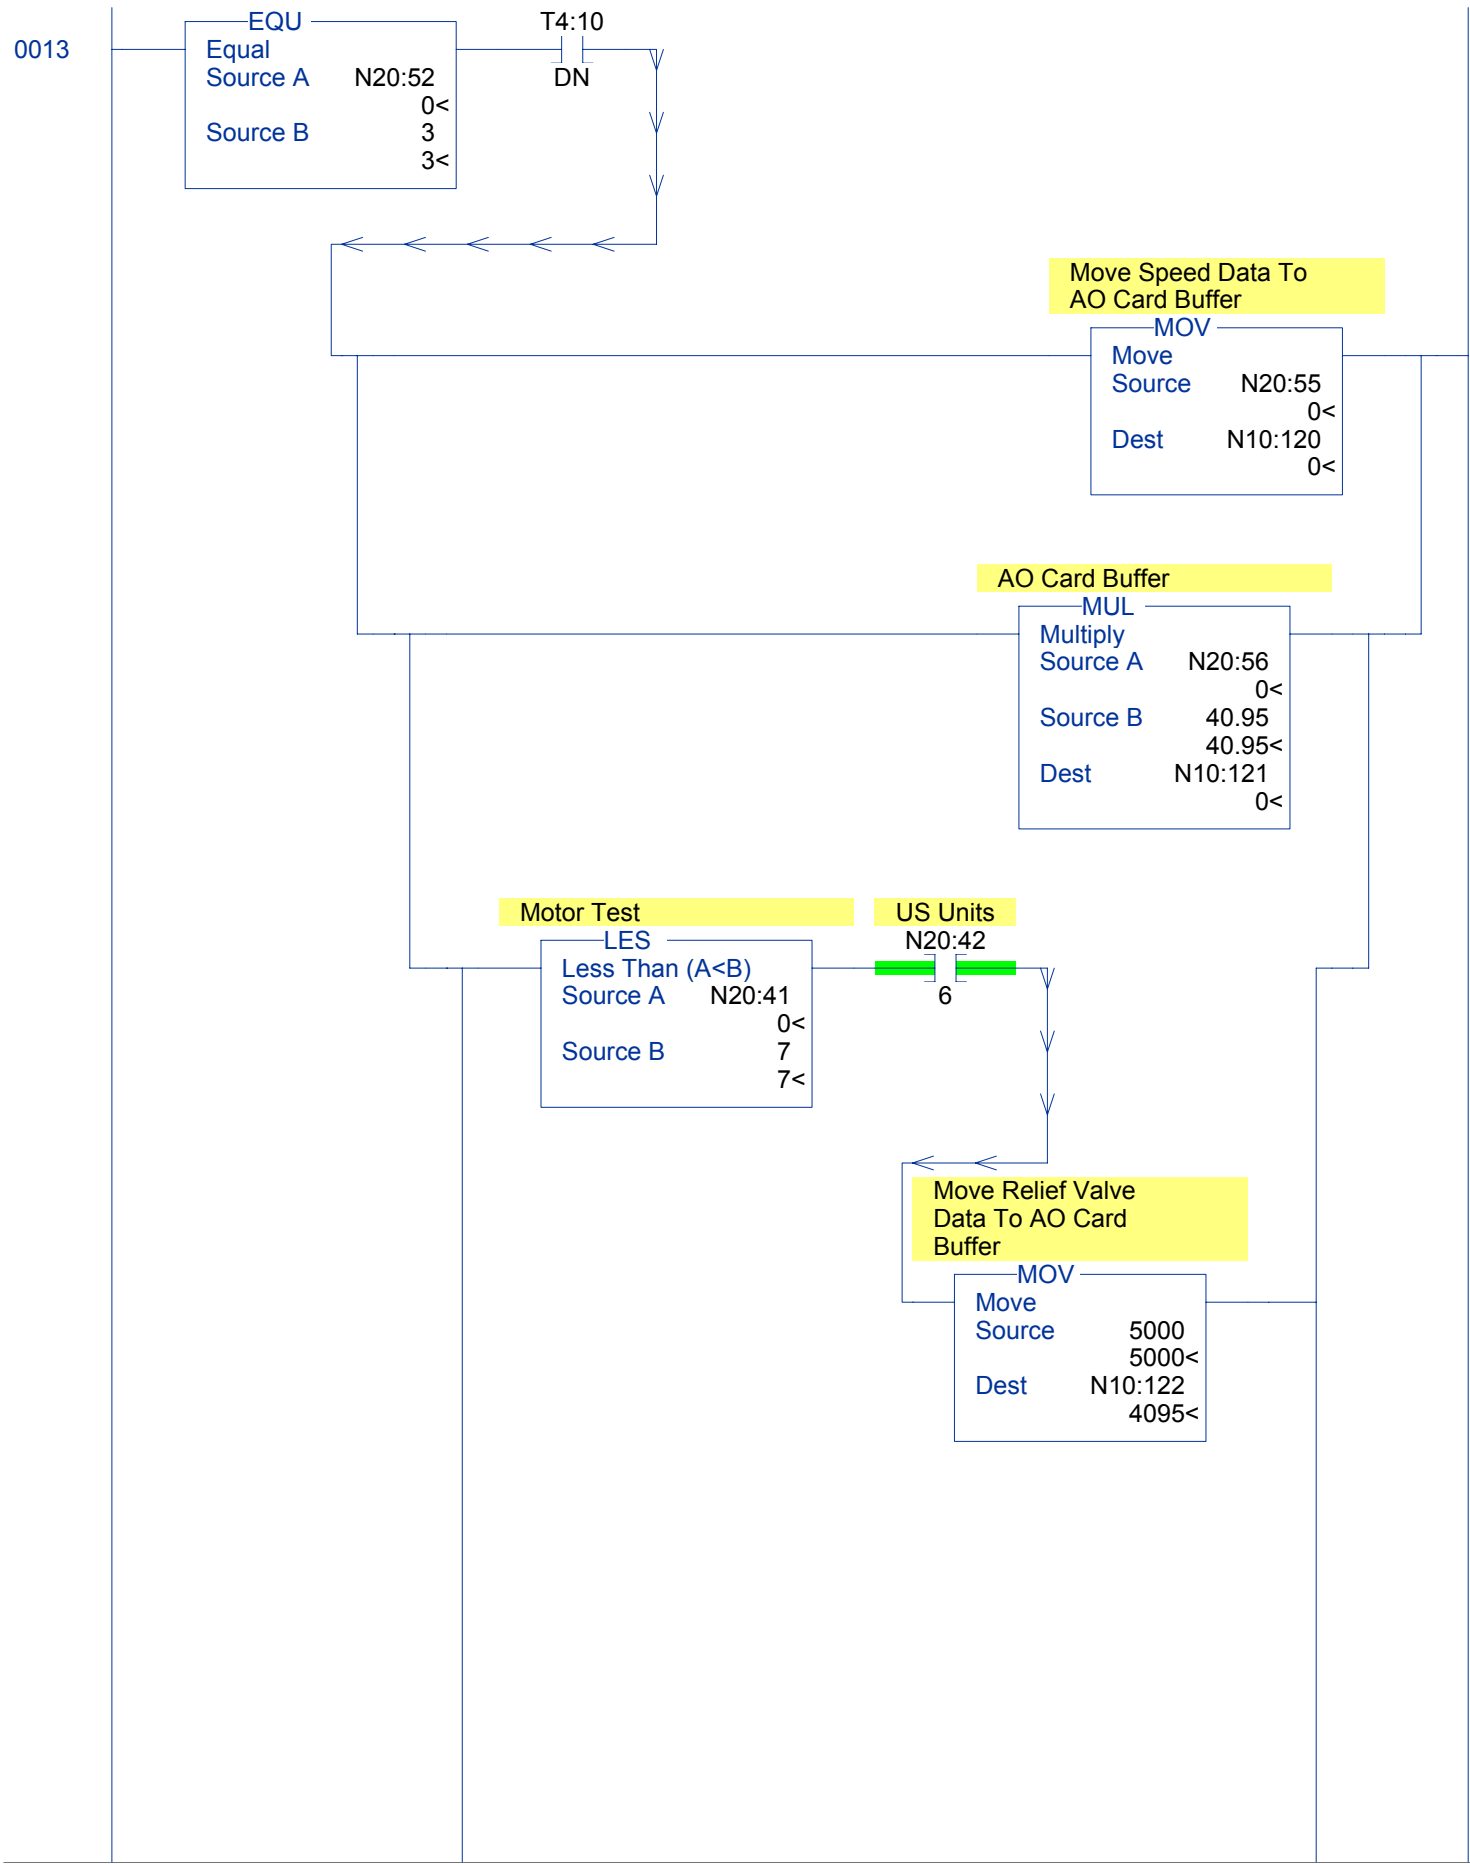 0013
EQU
Equal
Source A N20:52
0<
Source B 3
3<
T4:10
DN
Move Speed Data To
AO Card Buffer
MOV
Move
Source N20:55
0<
Dest N10:120
0<
AO Card Buffer
MUL
Multiply
Source A N20:56
0<
Source B 40.95
40.95<
Dest N10:121
0<
Motor Test
LES
Less Than (A<B)
Source A N20:41
0<
Source B 7
7<
US Units
N20:42
6
Move Relief Valve
Data To AO Card
Buffer
MOV
Move
Source 5000
5000<
Dest N10:122
4095<